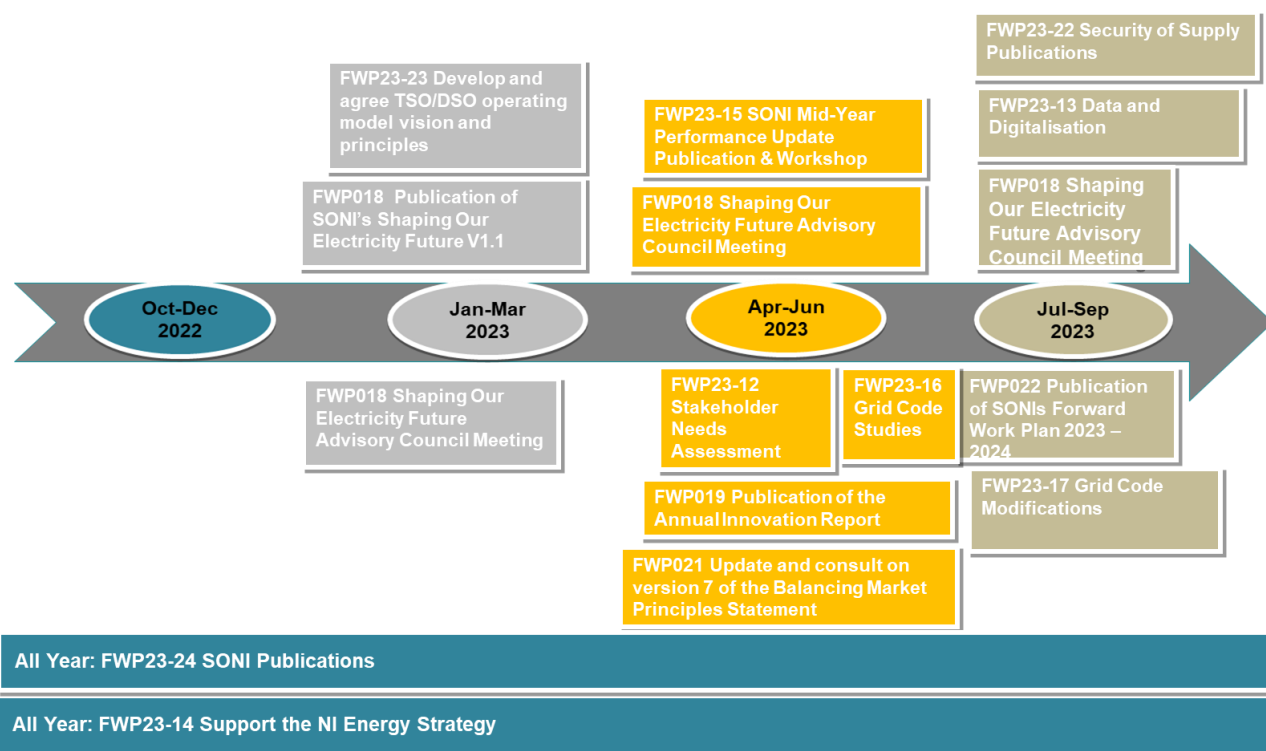 FWP23-22 Security of Supply
Publications
FWP23-23 Develop and
agree TSO/DSO operating
model vision and
principles
FWP23-15 SONI Mid-Year
Performance Update
Publication & Workshop
FWP23-13 Data and
Digitalisation
FWP018  Publication of
SONI's Shaping Our
Electricity Future V1.1
FWP018 Shaping Our
Electricity Future Advisory
Council Meeting
FWP018 Shaping
Our Electricity
Future Advisory
Council Meeting
Oct-Dec
2022
Jan-Mar
2023
Apr-Jun
2023
Jul-Sep
2023
FWP018 Shaping Our
Electricity Future
Advisory Council Meeting
FWP23-12
Stakeholder
Needs
Assessment
FWP23-16
Grid Code
Studies
FWP022 Publication
of SONIs Forward
Work Plan 2023 –
2024
FWP019 Publication of the
Annual Innovation Report
FWP23-17 Grid Code
Modifications
FWP021 Update and consult on
version 7 of the Balancing Market
Principles Statement
All Year: FWP23-24 SONI Publications
All Year: FWP23-14 Support the NI Energy Strategy